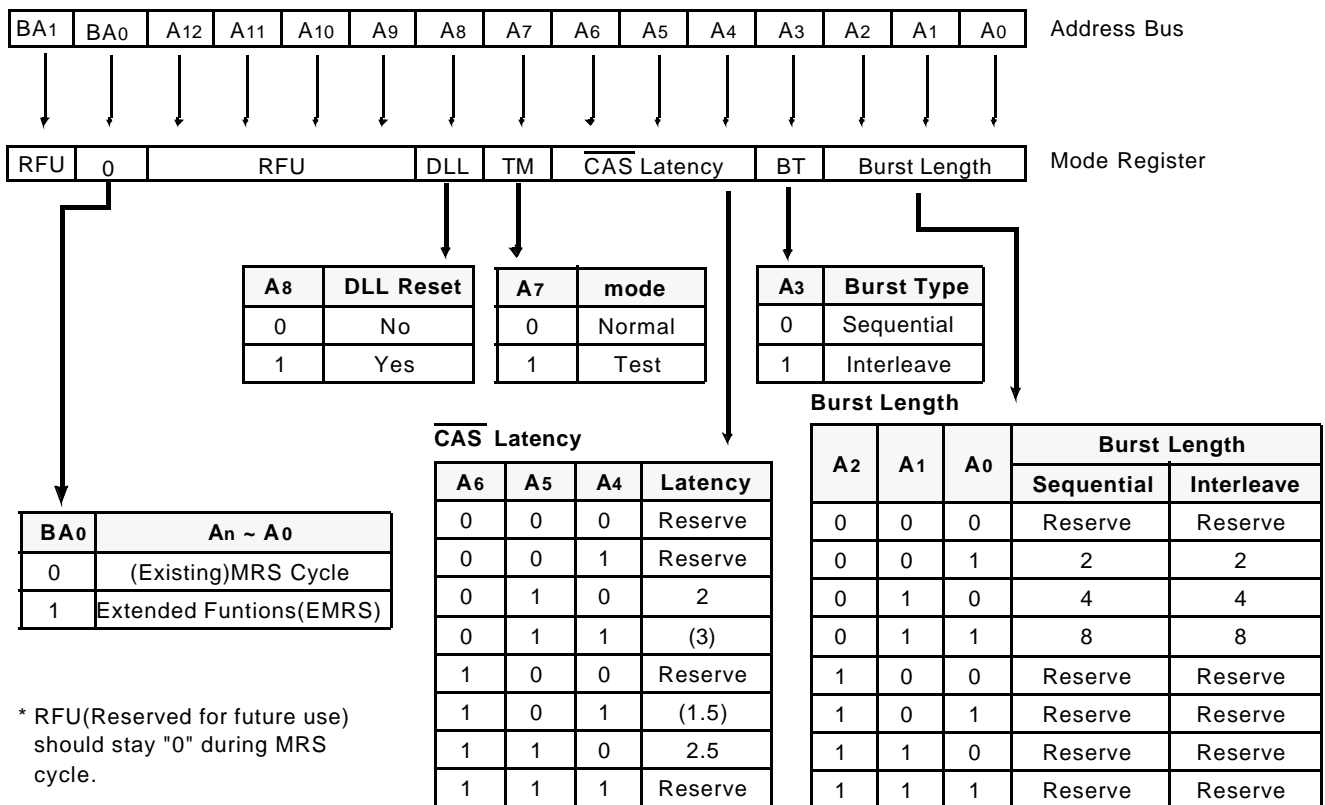 BA1 BA0 A12 A11 A10 A9 A8 A7 A6 A5 A4 A3 A2 A1 A0 Address Bus
RFU 0 RFU DLL TM CAS Latency BT Burst Length Mode Register
A8 DLL Reset
0 No
1 Yes
A7 mode
0 Normal
1 Test
A3 Burst Type
0 Sequential
1 Interleave
BA0 An ~ A0
0 (Existing)MRS Cycle
1 Extended Funtions(EMRS)
* RFU(Reserved for future use)
should stay "0" during MRS
cycle.
CAS Latency
A6 A5 A4 Latency
0 0 0 Reserve
0 0 1 Reserve
0 1 0 2
0 1 1 (3)
1 0 0 Reserve
1 0 1 (1.5)
1 1 0 2.5
1 1 1 Reserve
Burst Length
A2 A1 A0 Burst Length
Sequential Interleave
0 0 0 Reserve Reserve
0 0 1 2 2
0 1 0 4 4
0 1 1 8 8
1 0 0 Reserve Reserve
1 0 1 Reserve Reserve
1 1 0 Reserve Reserve
1 1 1 Reserve Reserve